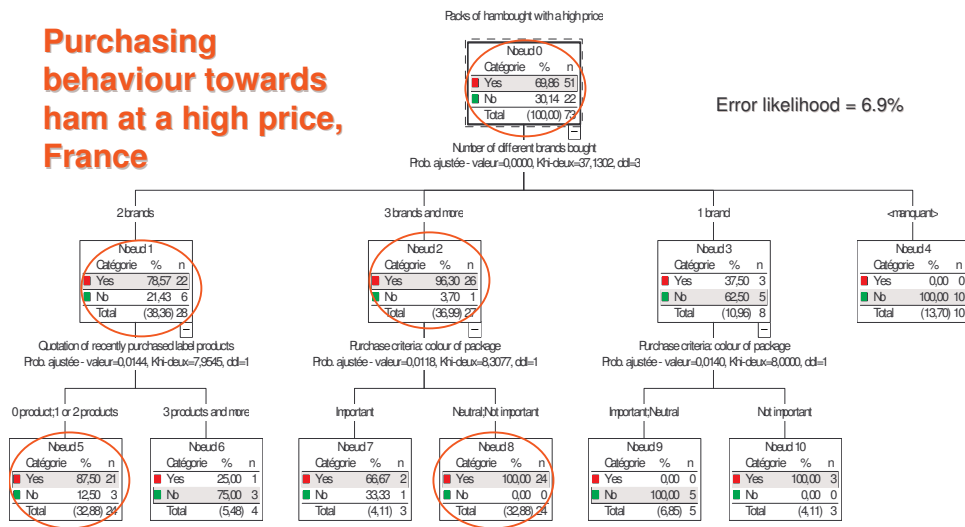 Packs of ham bought with a high price
Purchasing
behaviour towards
ham at a high price,
France
Error likelihood = 6.9%
Noeud 0
Catégorie % n
Yes 69,86 51
No 30,14 22
Total (100,00) 73
Number of different brands bought
Prob. ajustée - valeur=0,0000, Khi-deux=37,1302, ddl=3
2 brands
3 brands and more
1 brand
<manquant>
Noeud 1
Catégorie % n
Yes 78,57 22
No 21,43 6
Total (38,36) 28
Noeud 2
Catégorie % n
Yes 96,30 26
No 3,70 1
Total (36,99) 27
Noeud 3
Catégorie % n
Yes 37,50 3
No 62,50 5
Total (10,96) 8
Noeud 4
Catégorie % n
Yes 0,00 0
No 100,00 10
Total (13,70) 10
Quotation of recently purchased label products
Prob. ajustée - valeur=0,0144, Khi-deux=7,9545, ddl=1
Purchase criteria: colour of package
Prob. ajustée - valeur=0,0118, Khi-deux=8,3077, ddl=1
Purchase criteria: colour of package
Prob. ajustée - valeur=0,0140, Khi-deux=8,0000, ddl=1
0 product;1 or 2 products
3 products and more
Important
Neutral;Not important
Important;Neutral
Not important
Noeud 5
Catégorie % n
Yes 87,50 21
No 12,50 3
Total (32,88) 24
Noeud 6
Catégorie % n
Yes 25,00 1
No 75,00 3
Total (5,48) 4
Noeud 7
Catégorie % n
Yes 66,67 2
No 33,33 1
Total (4,11) 3
Noeud 8
Catégorie % n
Yes 100,00 24
No 0,00 0
Total (32,88) 24
Noeud 9
Catégorie % n
Yes 0,00 0
No 100,00 5
Total (6,85) 5
Noeud 10
Catégorie % n
Yes 100,00 3
No 0,00 0
Total (4,11) 3